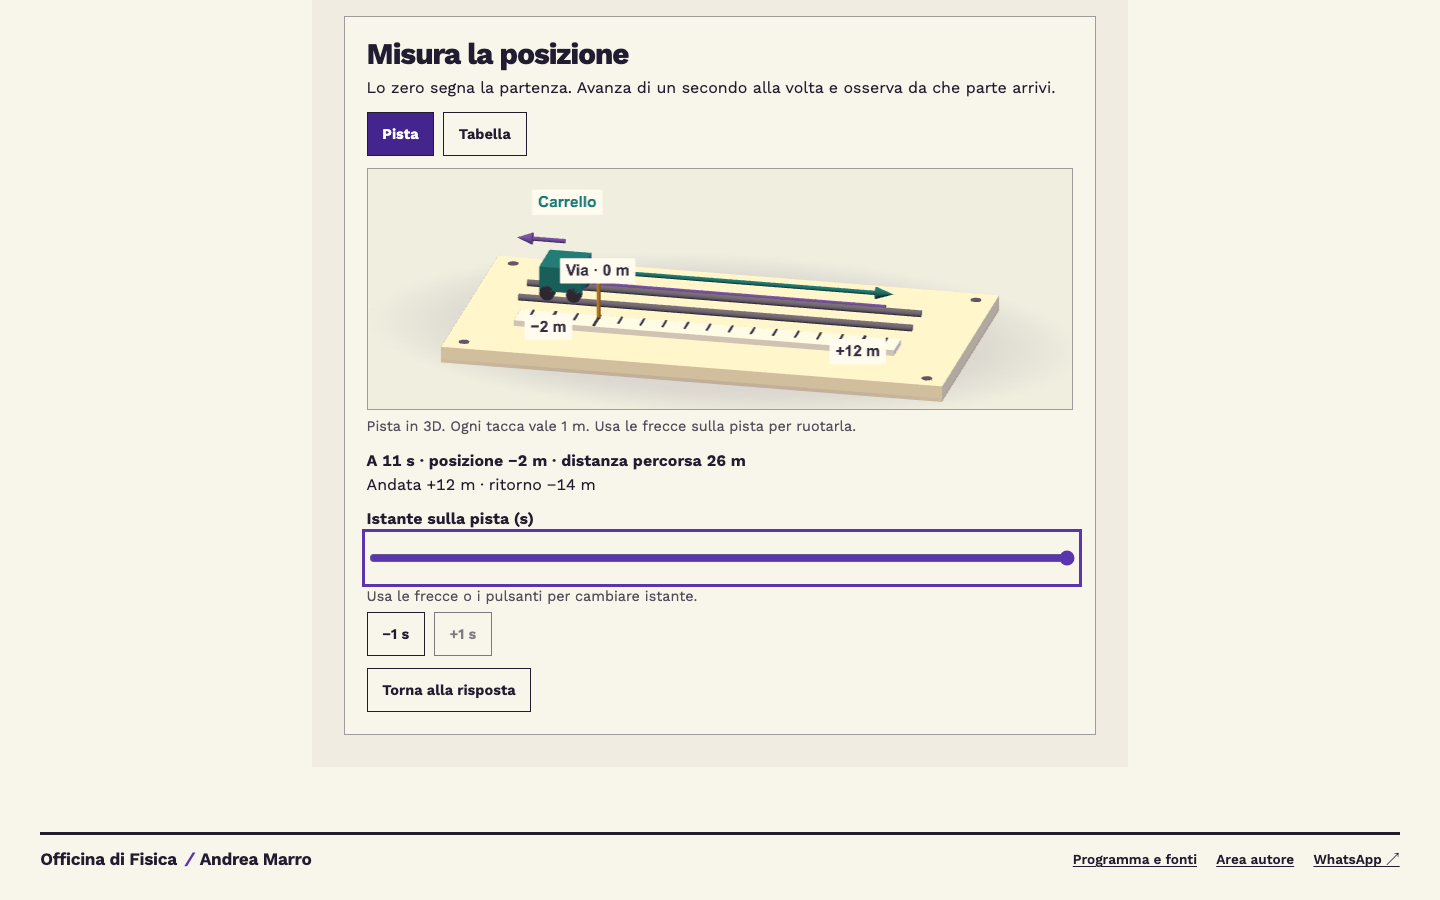 Misura la posizione
Lo zero segna la partenza. Avanza di un secondo alla volta e osserva da che parte arrivi.
Pista Tabella
Carrello
Via · 0 m
−2 m
+12 m
Pista in 3D. Ogni tacca vale 1 m. Usa le frecce sulla pista per ruotarla.
A 11 s · posizione −2 m · distanza percorsa 26 m
Andata +12 m · ritorno −14 m
Istante sulla pista (s)
Usa le frecce o i pulsanti per cambiare istante.
−1 s +1 s
Torna alla risposta
Officina di Fisica / Andrea Marro
Programma e fonti Area autore WhatsApp ↗